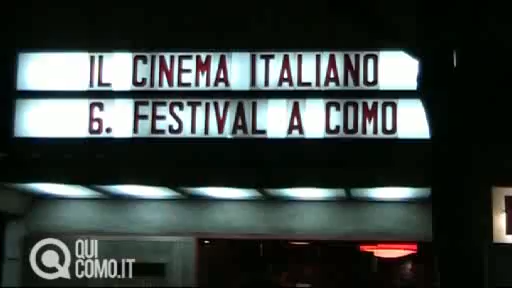 IL CINEMA ITALIANO
6. FESTIVAL A COMO
QUI
COMO.IT